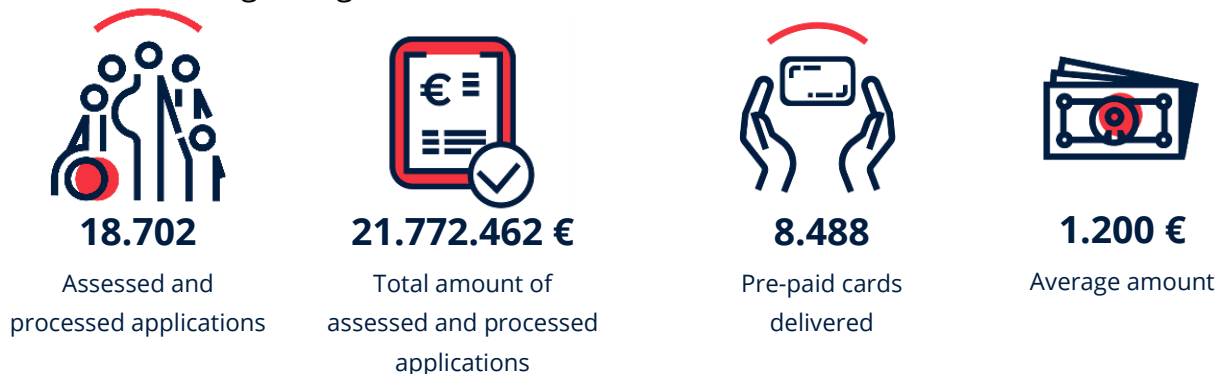 18.702
Assessed and
processed applications
21.772.462 €
Total amount of
assessed and processed
applications
8.488
Pre-paid cards
delivered
1.200 €
Average amount